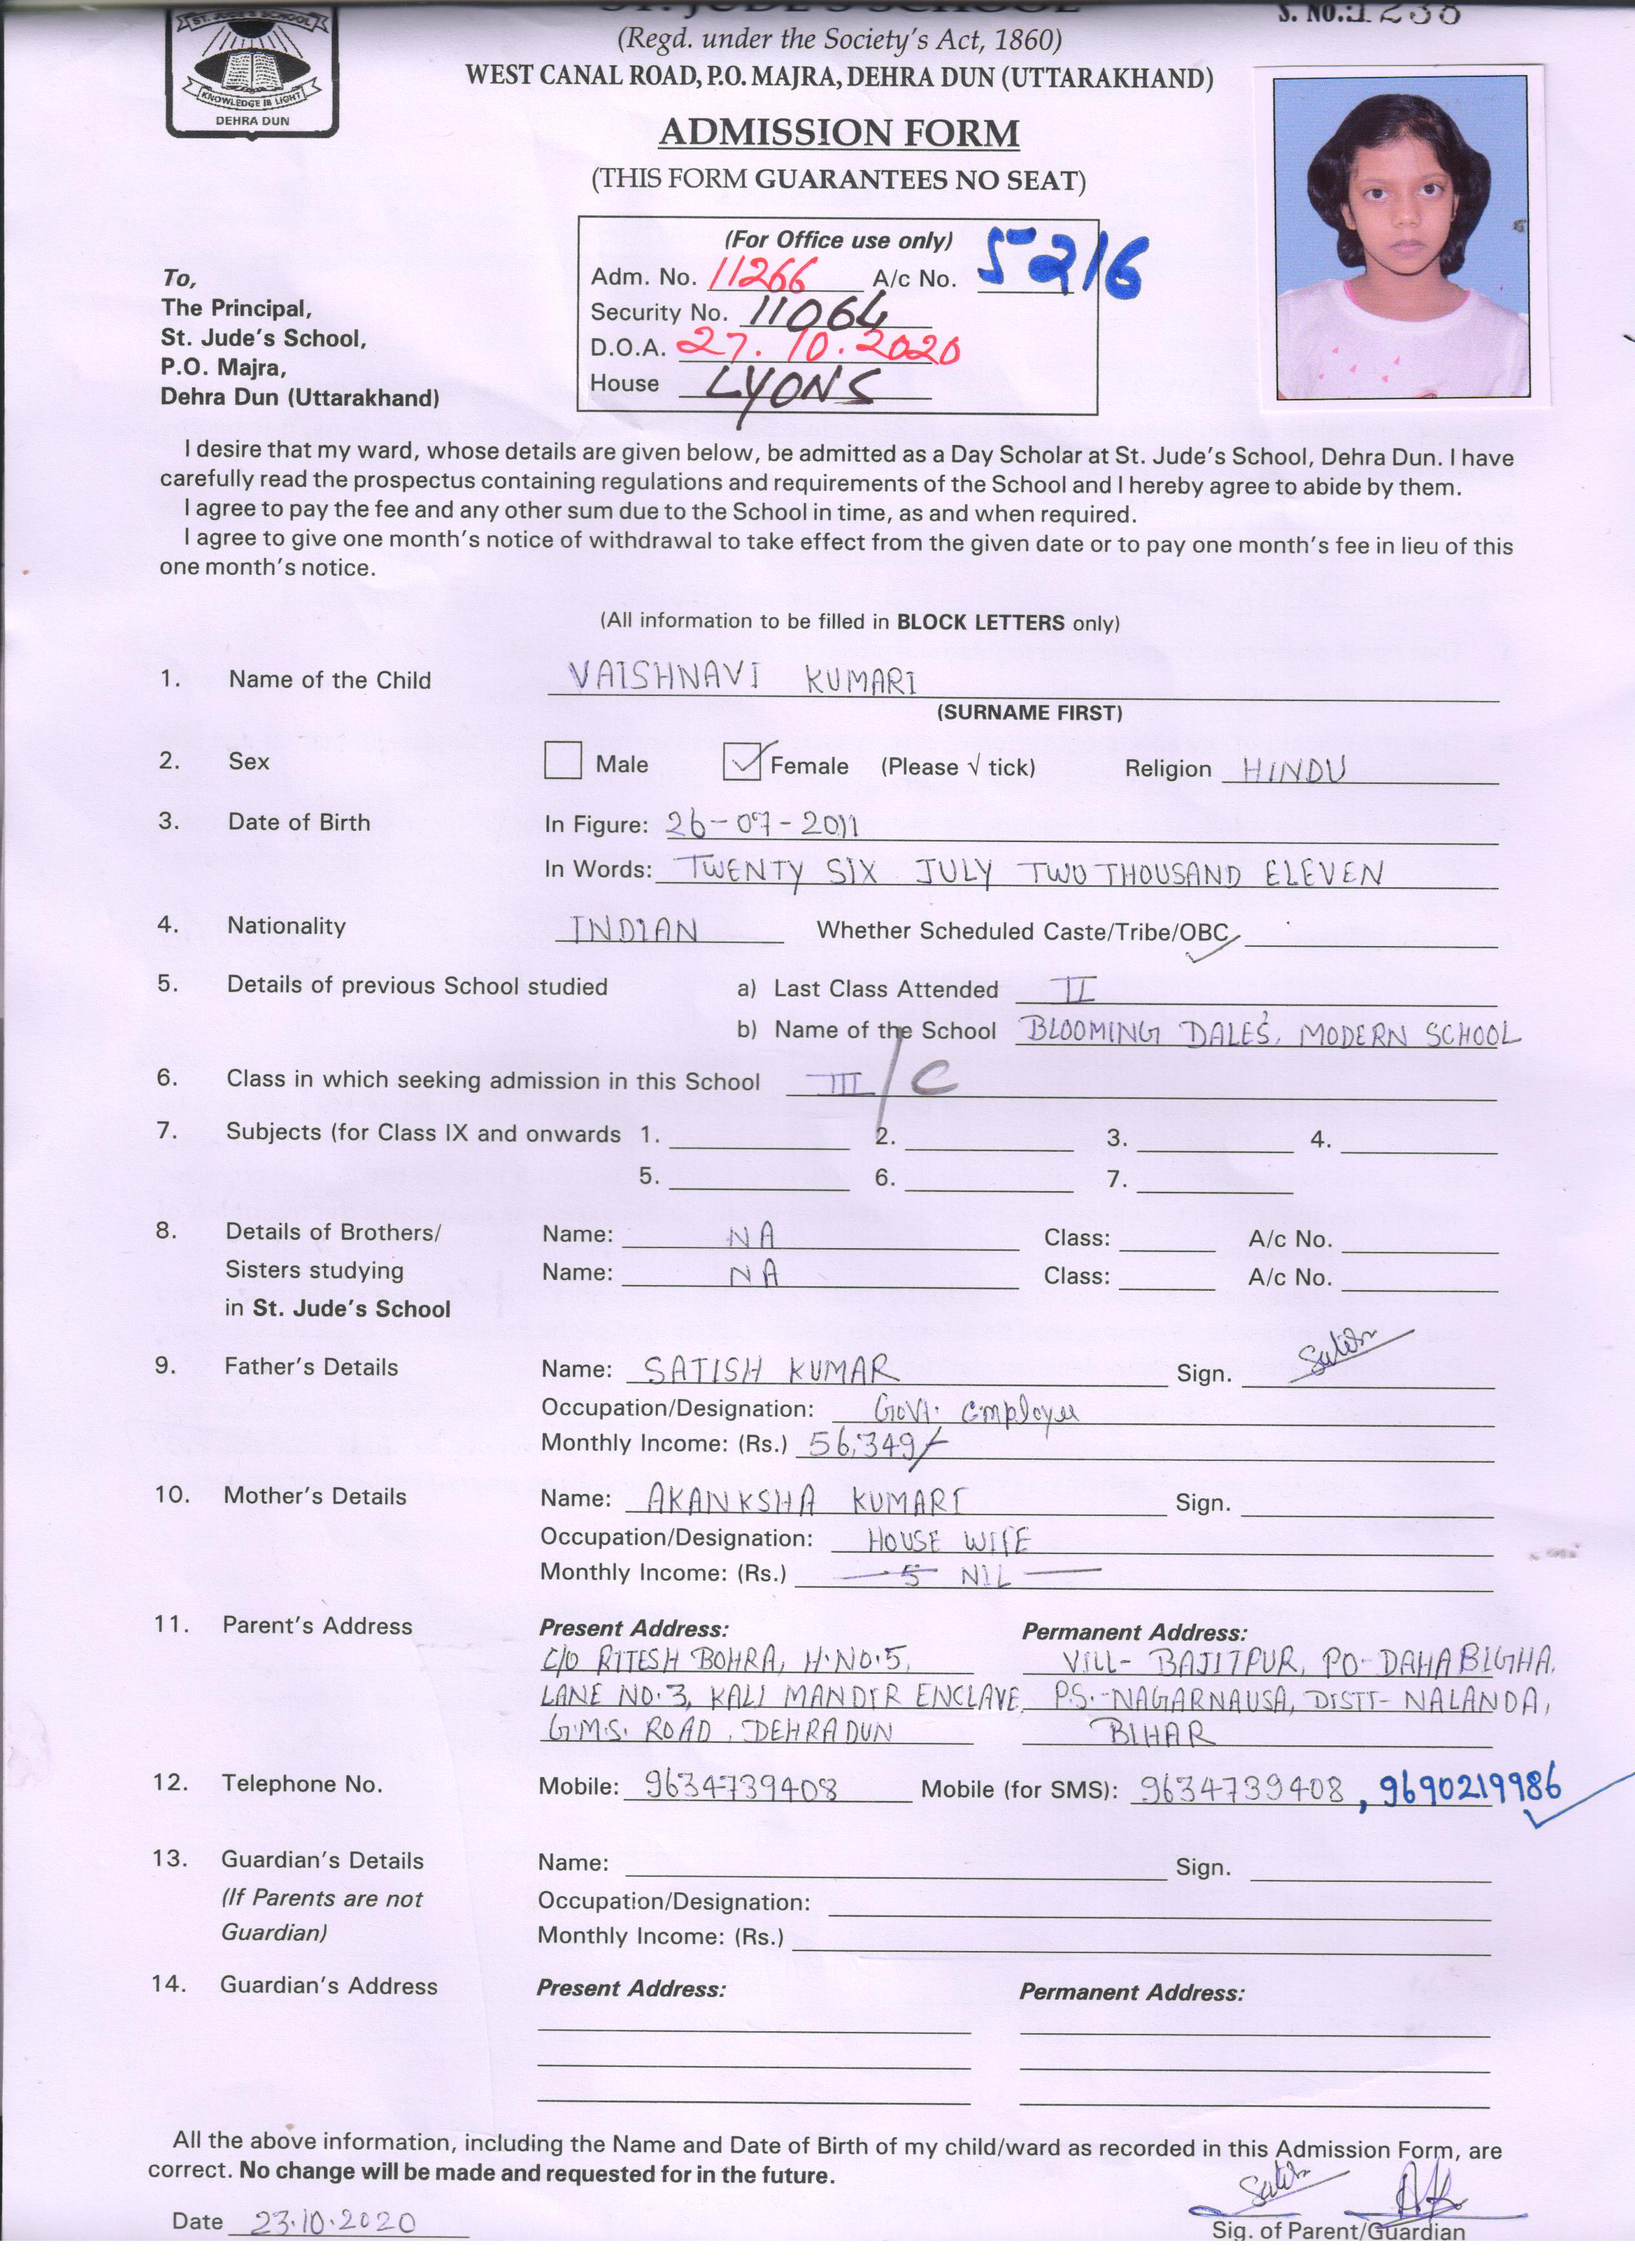 ST. JUDE'S SCHOOL
S. NO.:1238
ST. JUDE'S SCHOOL
KNOWLEDGE IS LIGHT
DEHRA DUN
(Regd. under the Society's Act, 1860)
WEST CANAL ROAD, P.O. MAJRA, DEHRA DUN (UTTARAKHAND)
ADMISSION FORM
(THIS FORM GUARANTEES NO SEAT)
(For Office use only)
Adm. No. 11266 A/c No. 5216
Security No. 11064
D.O.A. 27.10.2020
House LYONS
To,
The Principal,
St. Jude's School,
P.O. Majra,
Dehra Dun (Uttarakhand)
I desire that my ward, whose details are given below, be admitted as a Day Scholar at St. Jude's School, Dehra Dun. I have
carefully read the prospectus containing regulations and requirements of the School and I hereby agree to abide by them.
I agree to pay the fee and any other sum due to the School in time, as and when required.
I agree to give one month's notice of withdrawal to take effect from the given date or to pay one month's fee in lieu of this
one month's notice.
(All information to be filled in BLOCK LETTERS only)
1. Name of the Child VAISHNAVI KUMARI
(SURNAME FIRST)
2. Sex Male Female (Please √ tick) Religion HINDU
3. Date of Birth In Figure: 26-07-2011
In Words: TWENTY SIX JULY TWO THOUSAND ELEVEN
4. Nationality INDIAN Whether Scheduled Caste/Tribe/OBC
5. Details of previous School studied a) Last Class Attended II
b) Name of the School BLOOMING DALE'S, MODERN SCHOOL
6. Class in which seeking admission in this School III/C
7. Subjects (for Class IX and onwards 1. 2. 3. 4.
5. 6. 7.
8. Details of Brothers/ Name: NA Class: A/c No.
Sisters studying Name: NA Class: A/c No.
in St. Jude's School
9. Father's Details Name: SATISH KUMAR Sign. Satish
Occupation/Designation: Govt. Employee
Monthly Income: (Rs.) 56,349/-
10. Mother's Details Name: AKANKSHA KUMARI Sign.
Occupation/Designation: HOUSE WIFE
Monthly Income: (Rs.) NIL
11. Parent's Address Present Address: Permanent Address:
C/O RITESH BOHRA, H.NO.5, VILL- BAJITPUR, PO-DAHABIGHA,
LANE NO.3, KALI MANDIR ENCLAVE, P.S.-NAGARNAUSA, DISTT- NALANDA,
G.M.S. ROAD, DEHRADUN BIHAR
12. Telephone No. Mobile: 9634739408 Mobile (for SMS): 9634739408, 9690219986
13. Guardian's Details Name: Sign.
(If Parents are not Occupation/Designation:
Guardian) Monthly Income: (Rs.)
14. Guardian's Address Present Address: Permanent Address:
All the above information, including the Name and Date of Birth of my child/ward as recorded in this Admission Form, are
correct. No change will be made and requested for in the future.
Date 23.10.2020 Satish
Sig. of Parent/Guardian